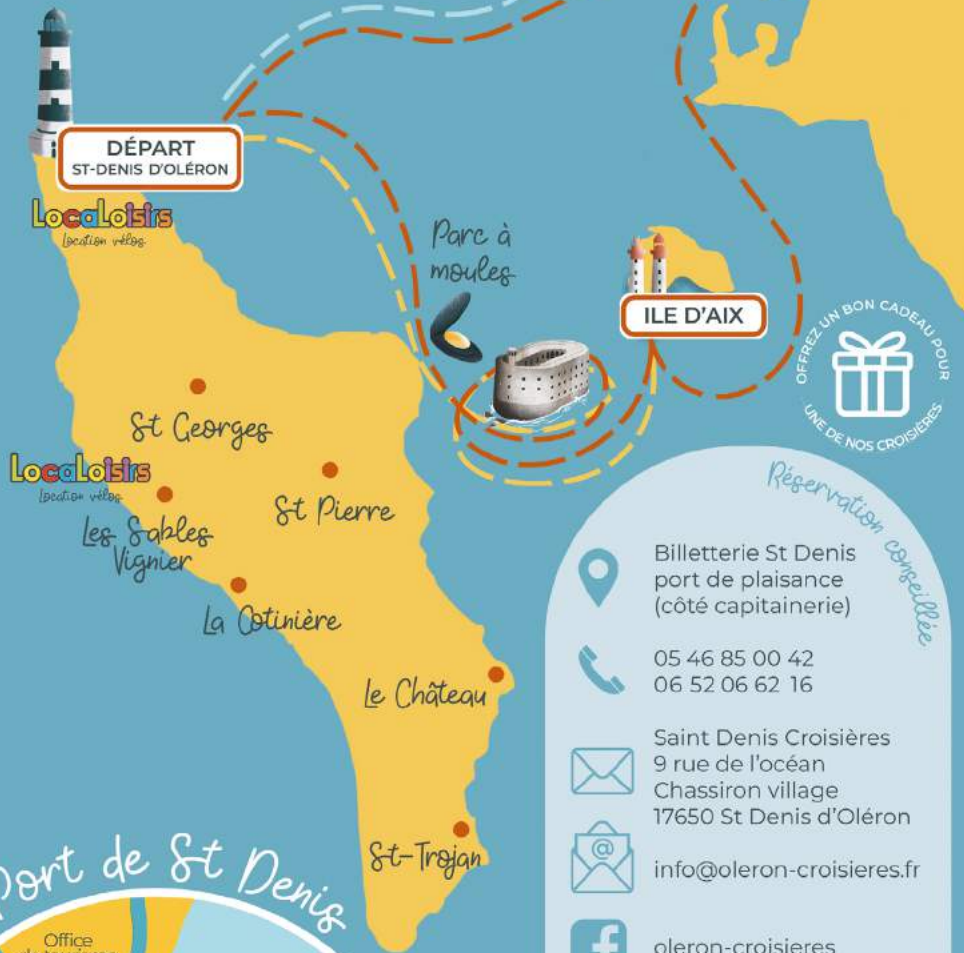 DÉPART
ST-DENIS D'OLÉRON
LocaLoisirs
Location vélos
Parc à
moules
ILE D'AIX
OFFREZ UN BON CADEAU POUR
UNE DE NOS CROISIÈRES
St Georges
LocaLoisirs
Location vélos
Les Sables
Vignier
St Pierre
La Cotinière
Le Château
St-Trojan
Réservation conseillée
Billetterie St Denis
port de plaisance
(côté capitainerie)
05 46 85 00 42
06 52 06 62 16
Saint Denis Croisières
9 rue de l'océan
Chassiron village
17650 St Denis d'Oléron
@
info@oleron-croisieres.fr
f
oleron-croisieres
Port de St Denis
Office